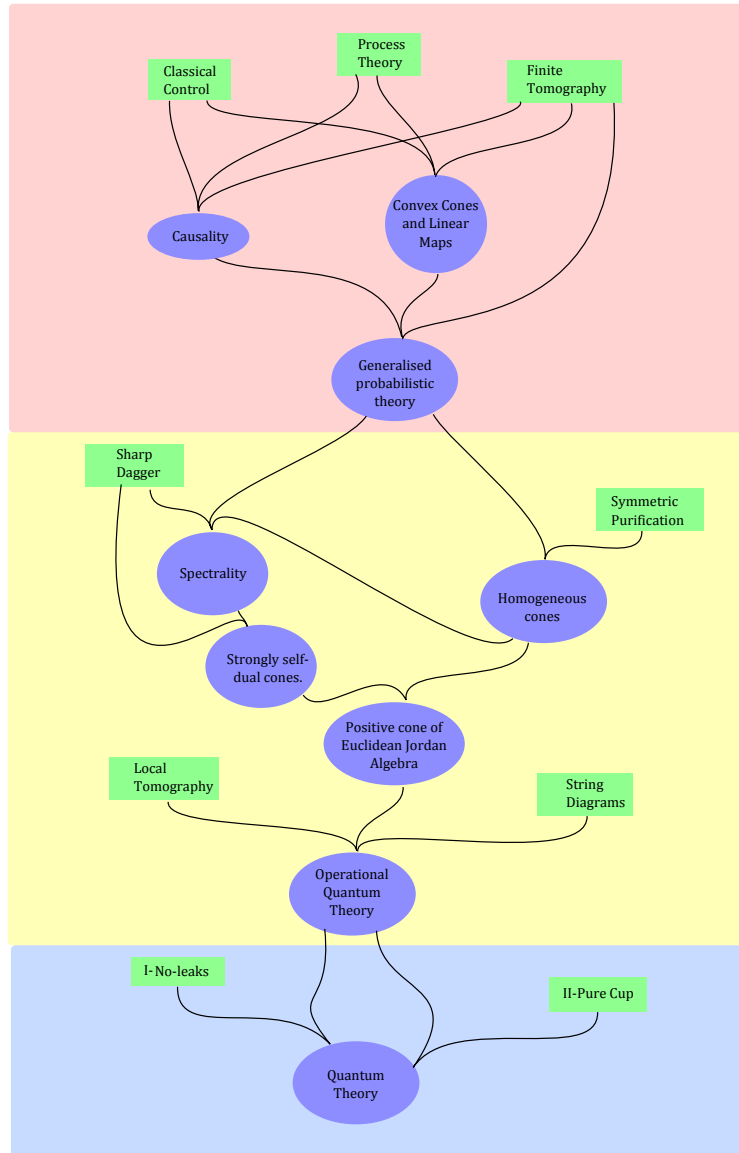 Classical
Control
Process
Theory
Finite
Tomography
Causality
Convex Cones
and Linear
Maps
Generalised
probabilistic
theory
Sharp
Dagger
Symmetric
Purification
Spectrality
Homogeneous
cones
Strongly self-
dual cones.
Positive cone of
Euclidean Jordan
Algebra
Local
Tomography
String
Diagrams
Operational
Quantum
Theory
I-No-leaks
II-Pure Cup
Quantum
Theory